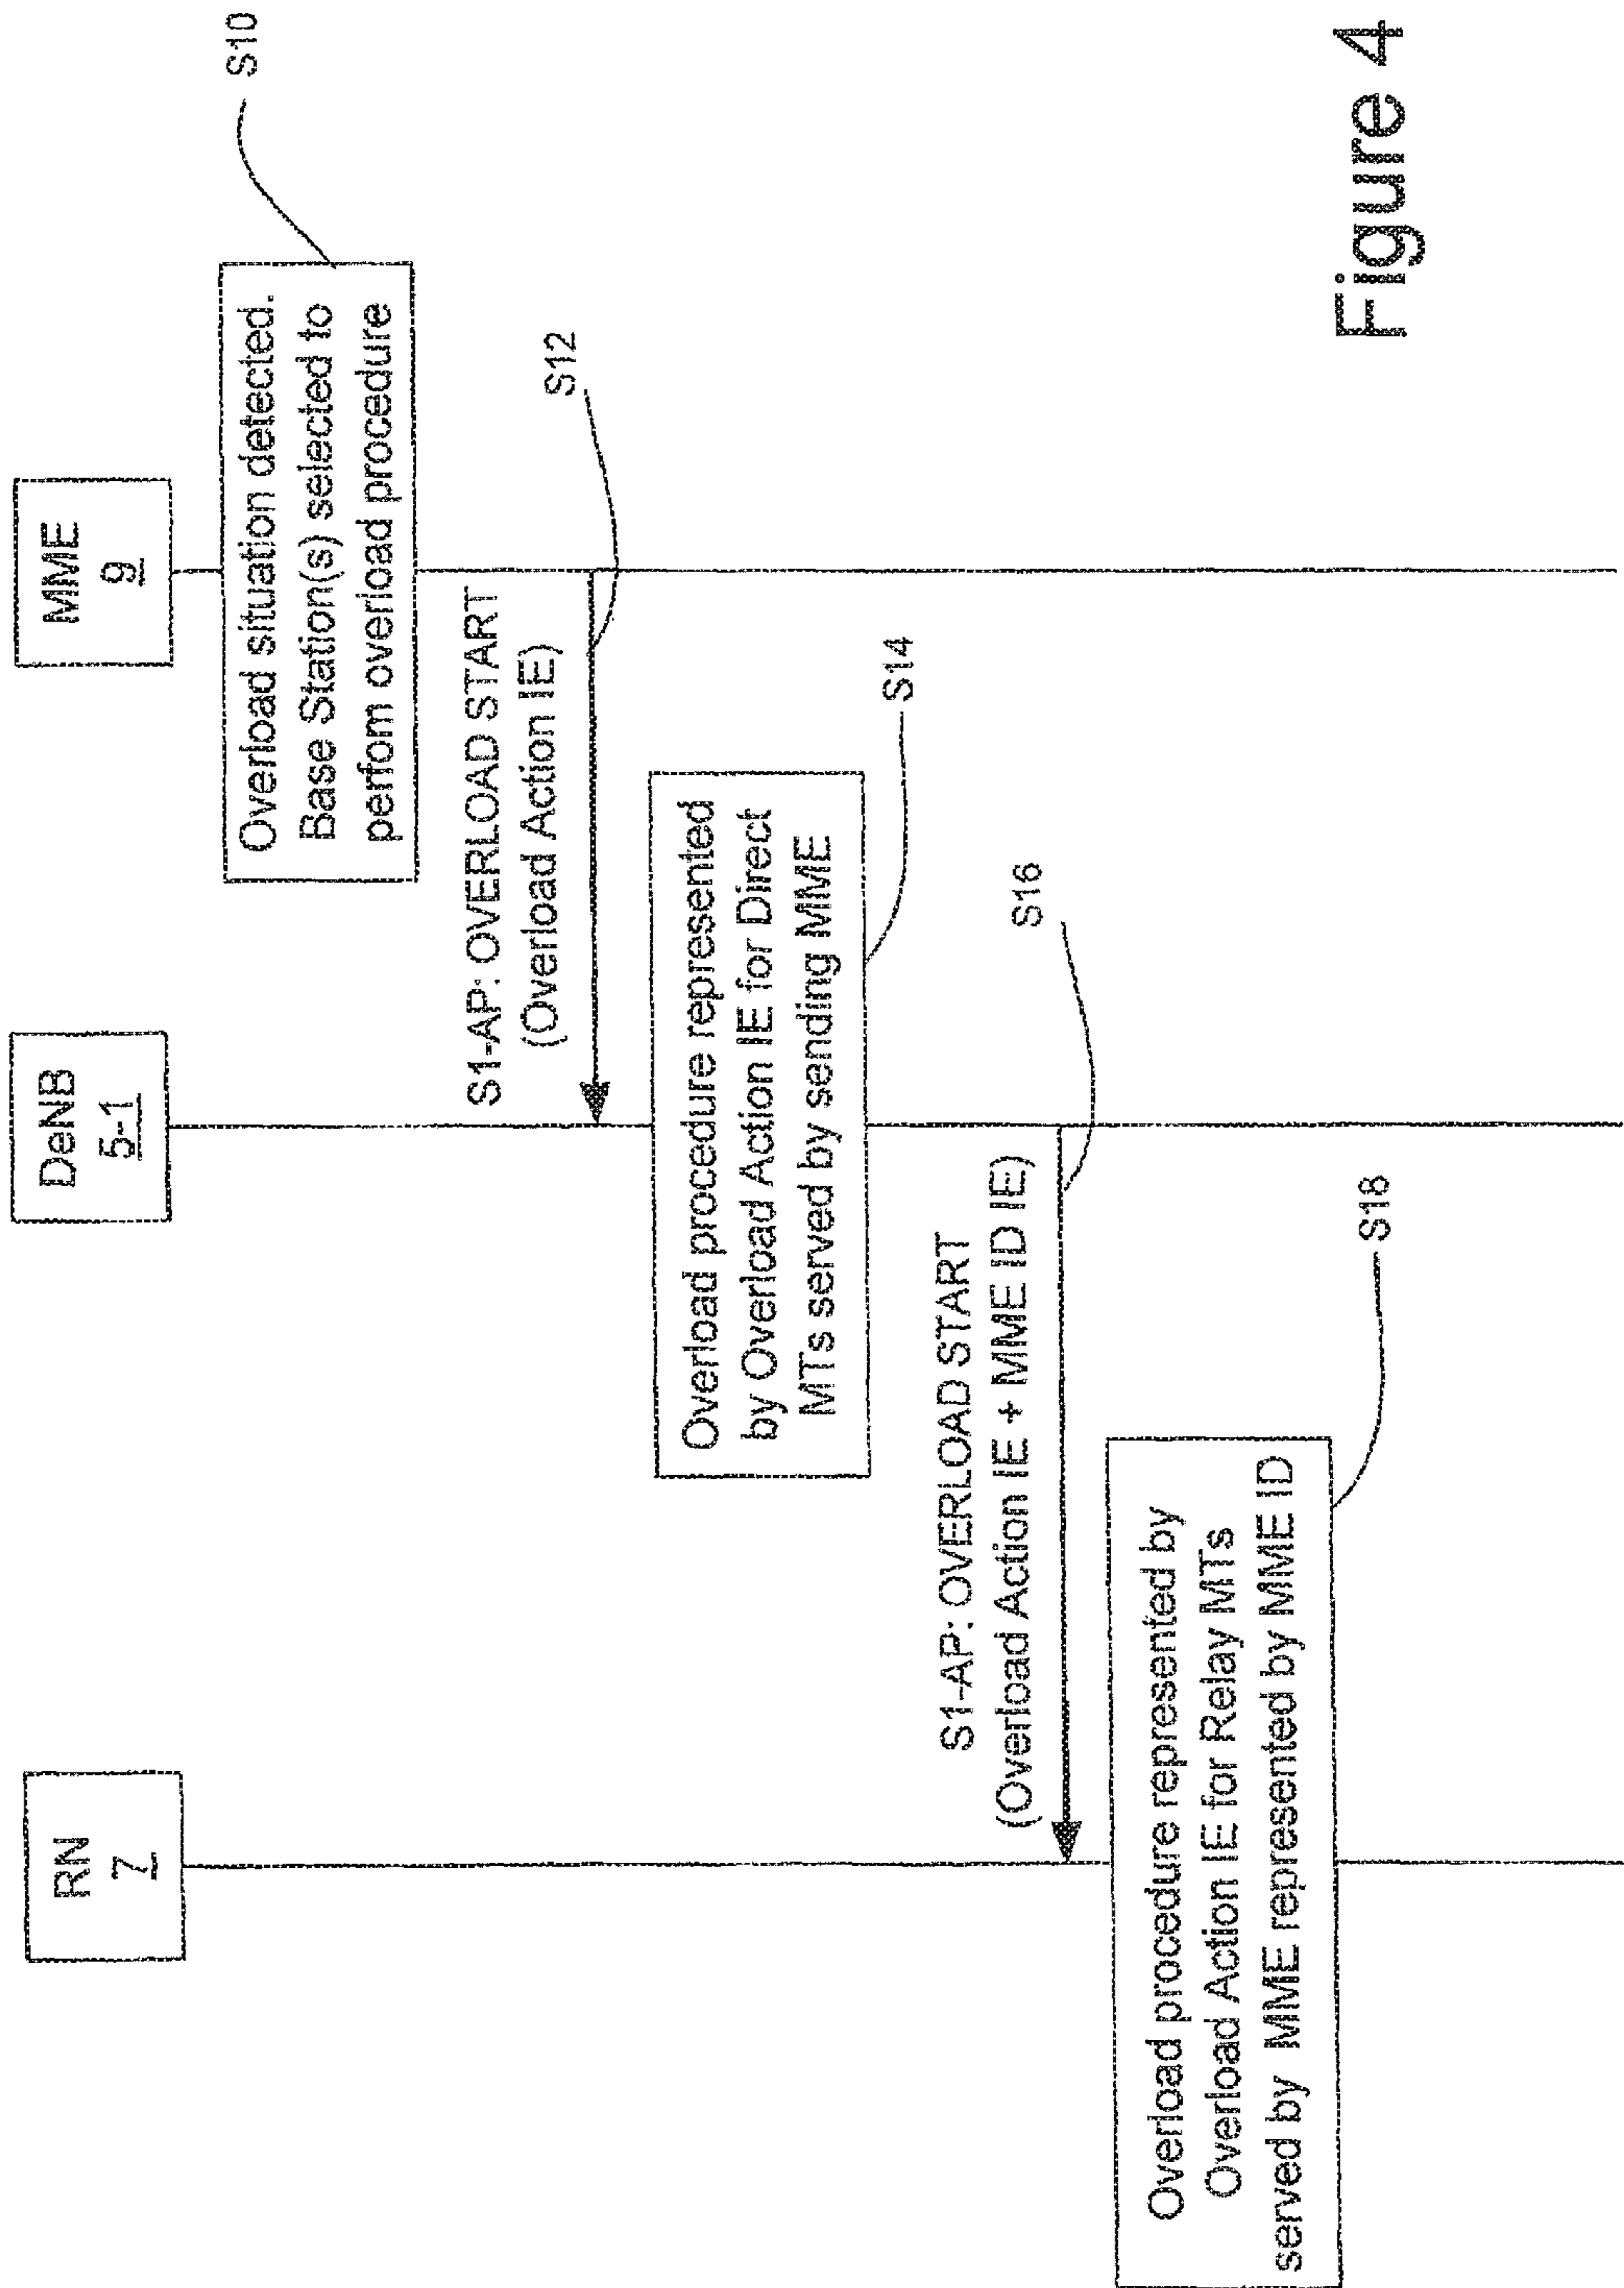 RN
7
DeNB
5-1
MME
9
Overload situation detected.
Base Station(s) selected to
perfom overload procedure
S10
S1-AP: OVERLOAD START
(Overload Action IE)
S12
Overload procedure represented
by Overload Action IE for Direct
MTs served by sending MME
S14
S1-AP: OVERLOAD START
(Overload Action IE + MME ID IE)
S16
Overload procedure represented by
Overload Action IE for Relay MTs
served by MME represented by MME ID
S18
Figure 4